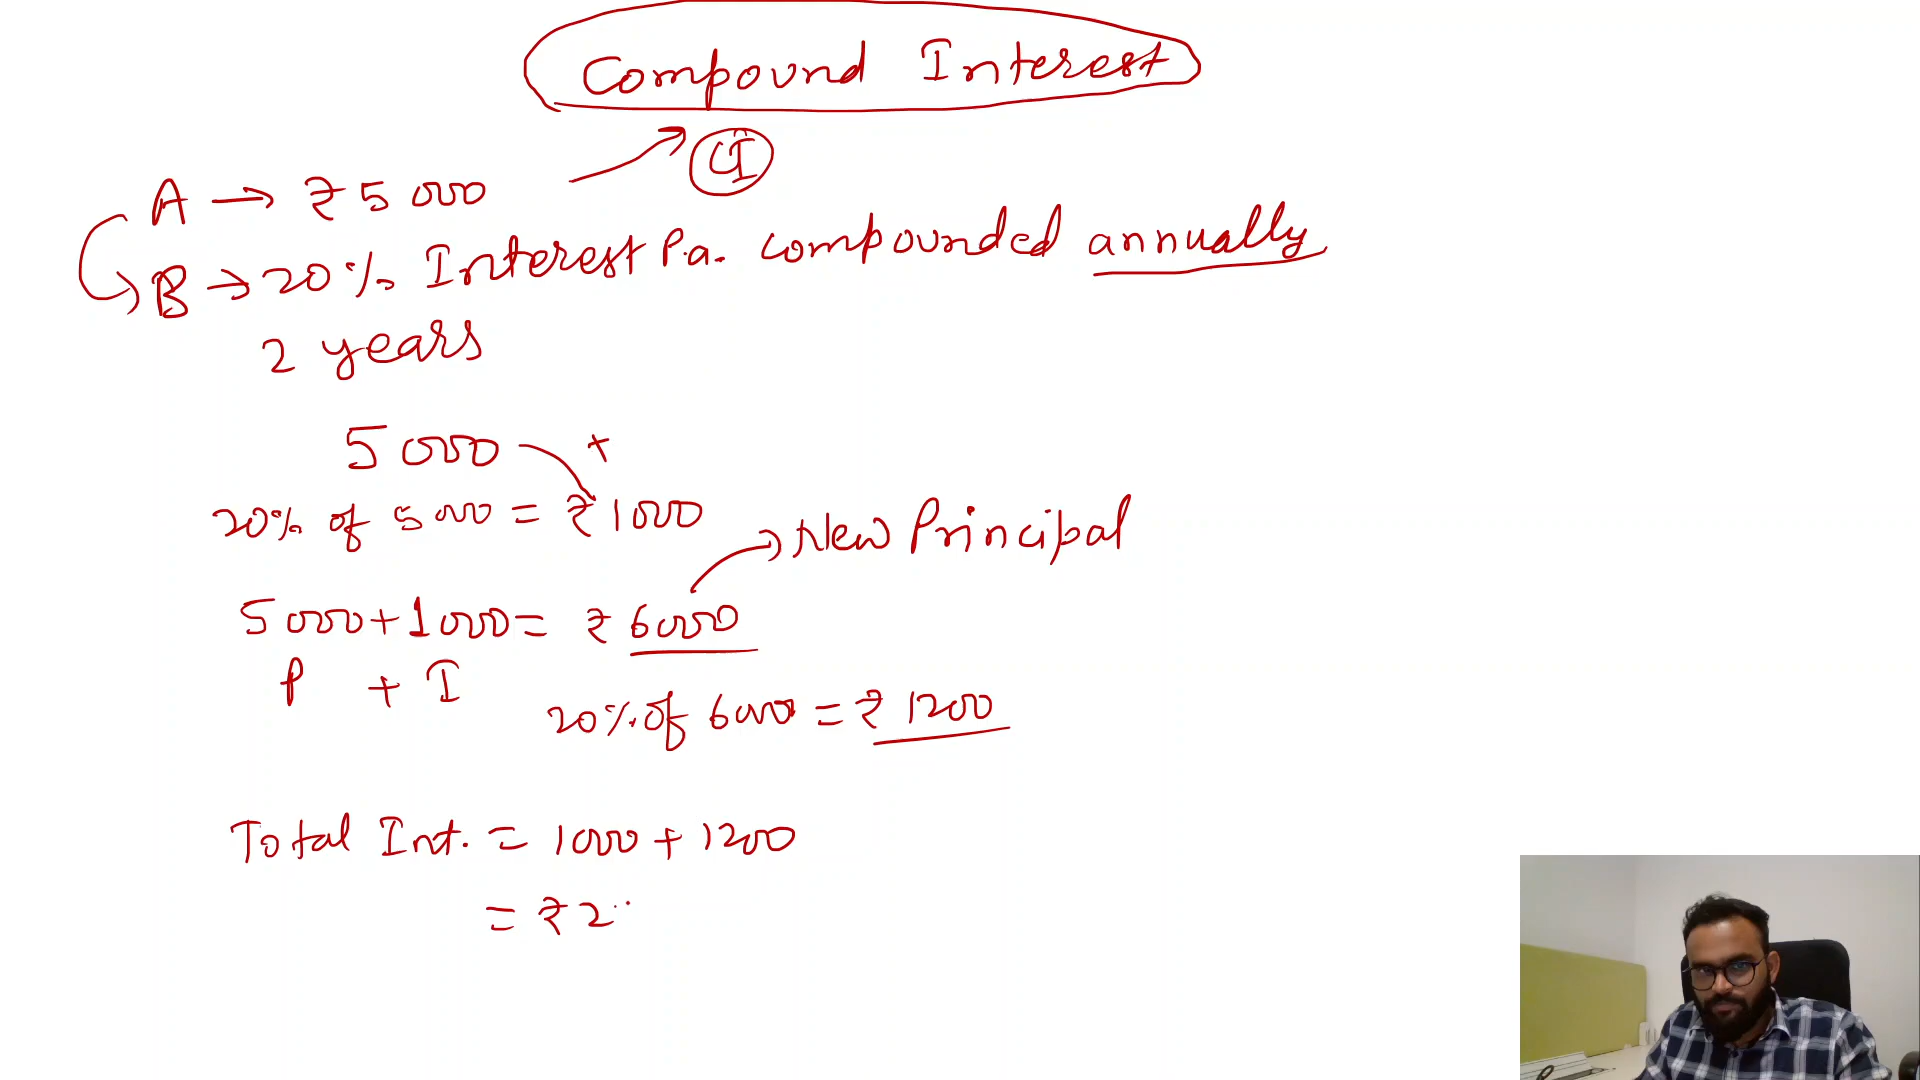 Compound Interest
CI
A → ₹5000
B → 20% Interest P.a. compounded annually
2 years
5000 +
20% of 5000 = ₹1000
→ New Principal
5000+1000= ₹6000
P + I
20% of 6000 = ₹1200
Total Int. = 1000+1200
= ₹2